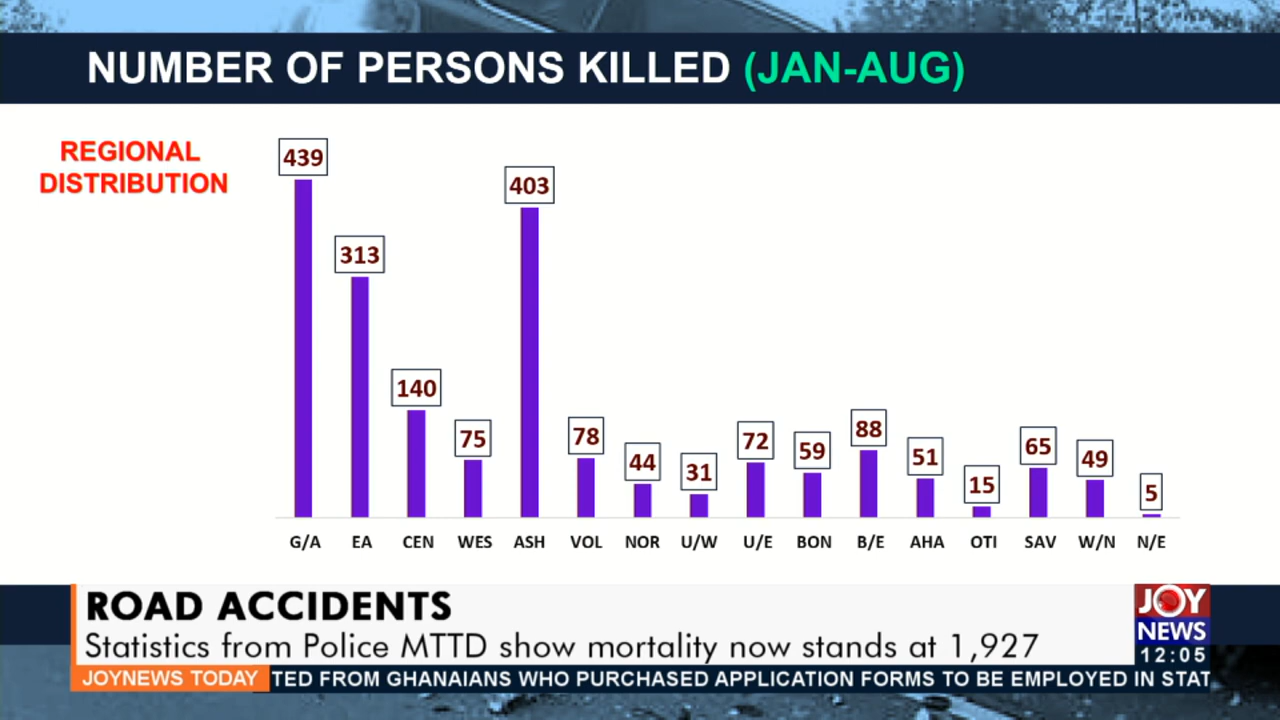 NUMBER OF PERSONS KILLED (JAN-AUG)
REGIONAL
DISTRIBUTION
439
313
140
75
403
78
44
31
72
59
88
51
15
65
49
5
G/A EA CEN WES ASH VOL NOR U/W U/E BON B/E AHA OTI SAV W/N N/E
ROAD ACCIDENTS
Statistics from Police MTTD show mortality now stands at 1,927
JOY
NEWS
12:05
JOYNEWS TODAY TED FROM GHANAIANS WHO PURCHASED APPLICATION FORMS TO BE EMPLOYED IN STAT